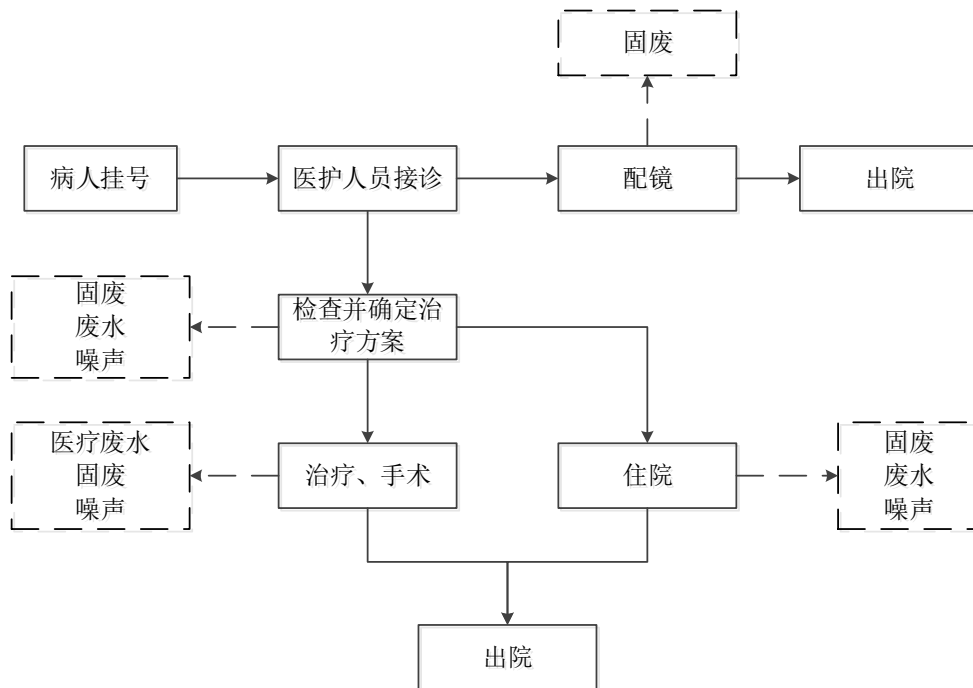 固废
病人挂号
医护人员接诊
配镜
出院
固废
废水
噪声
检查并确定治
疗方案
医疗废水
固废
噪声
治疗、手术
住院
固废
废水
噪声
出院